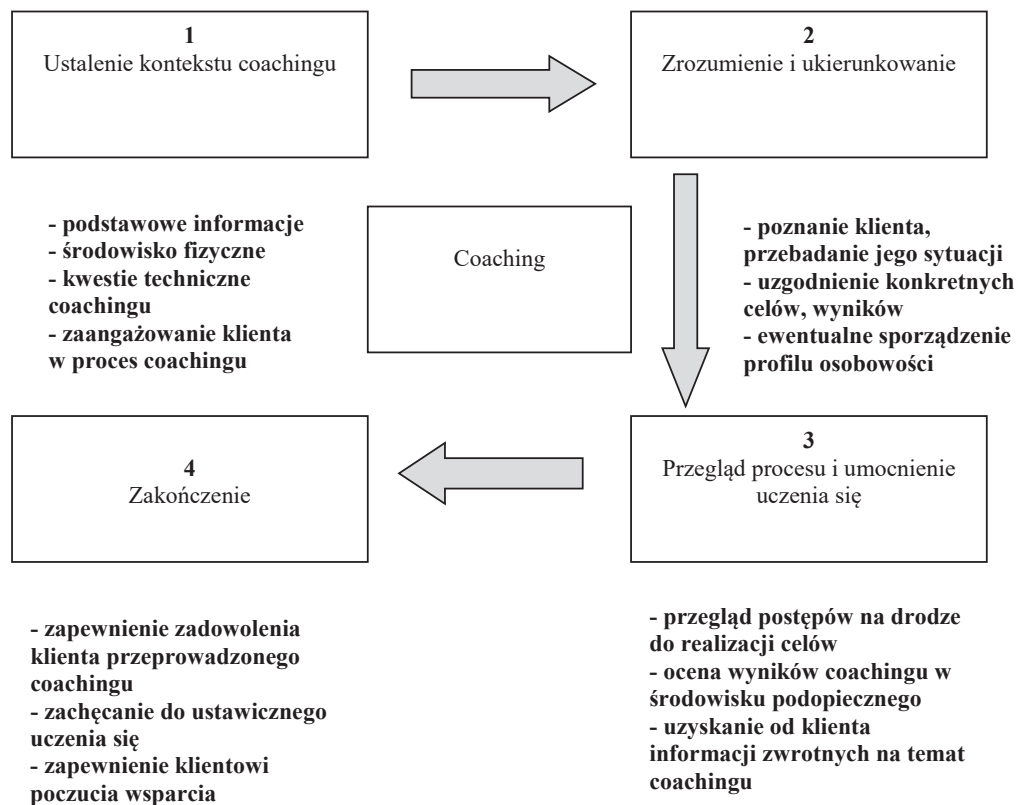 1
Ustalenie kontekstu coachingu
2
Zrozumienie i ukierunkowanie
- podstawowe informacje
- środowisko fizyczne
- kwestie techniczne
coachingu
- zaangażowanie klienta
w proces coachingu
Coaching
- poznanie klienta,
przebadanie jego sytuacji
- uzgodnienie konkretnych
celów, wyników
- ewentualne sporządzenie
profilu osobowości
3
Przegląd procesu i umocnienie
uczenia się
4
Zakończenie
- przegląd postępów na drodze
do realizacji celów
- ocena wyników coachingu w
środowisku podopiecznego
- uzyskanie od klienta
informacji zwrotnych na temat
coachingu
- zapewnienie zadowolenia
klienta przeprowadzonego
coachingu
- zachęcanie do ustawicznego
uczenia się
- zapewnienie klientowi
poczucia wsparcia